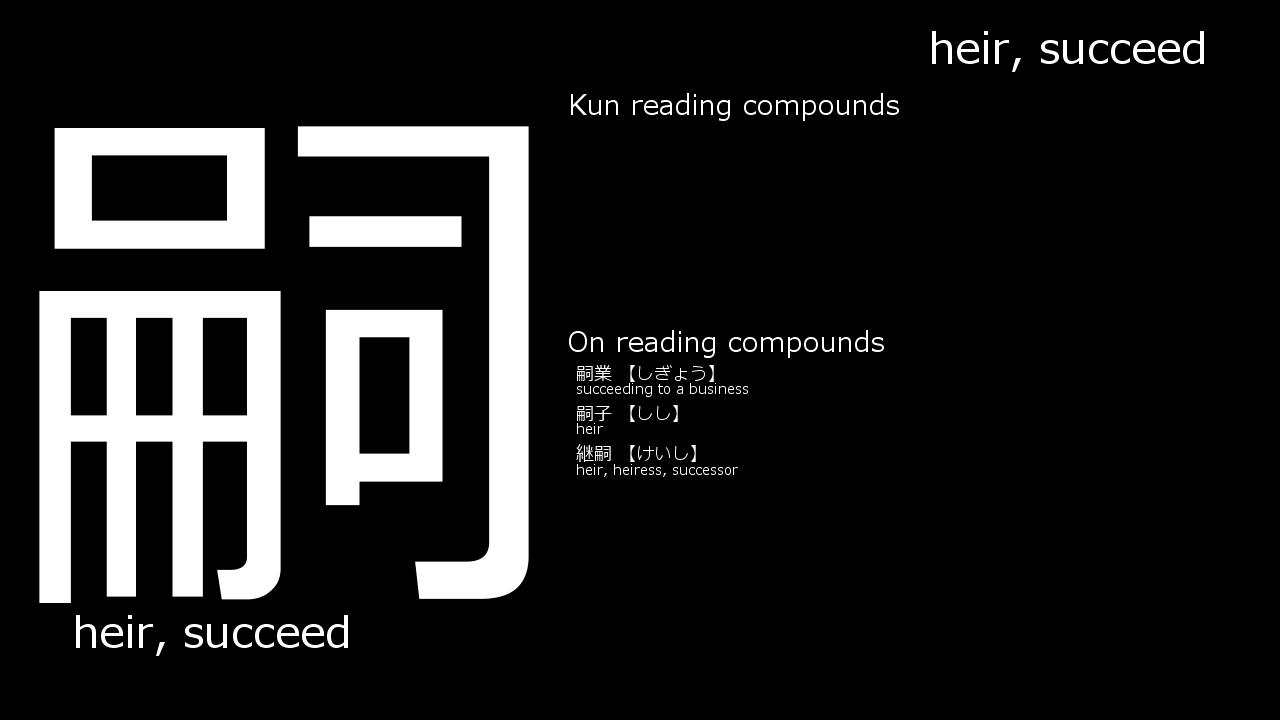 heir, succeed
Kun reading compounds
嗣
On reading compounds
嗣業 【しぎょう】
succeeding to a business
嗣子 【しし】
heir
継嗣 【けいし】
heir, heiress, successor
heir, succeed